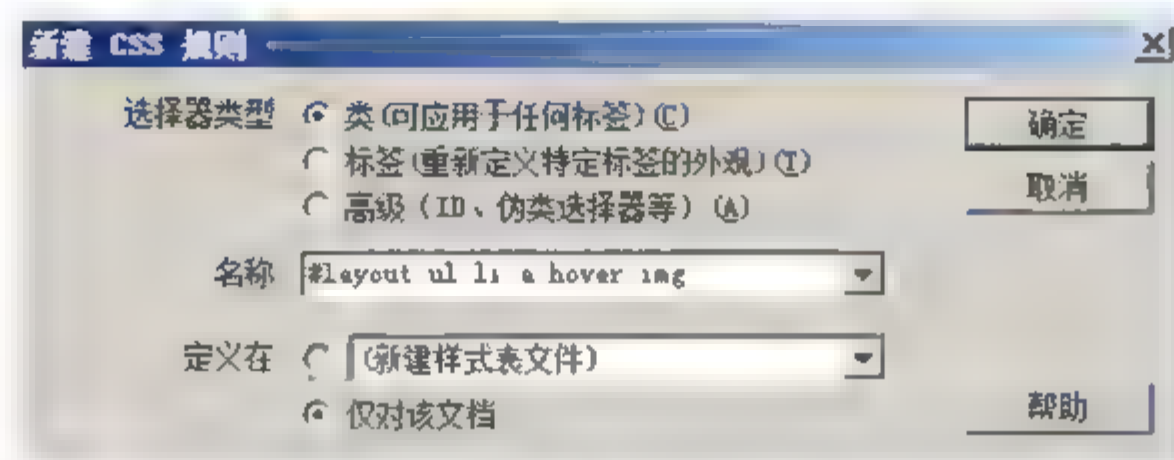 新建 CSS 规则
选择器类型 类(可应用于任何标签)(C)
标签(重新定义特定标签的外观)(T)
高级(ID、伪类选择器等)(A)
名称 #layout ul li a hover img
定义在 (新建样式表文件)
仅对该文档
确定
取消
帮助